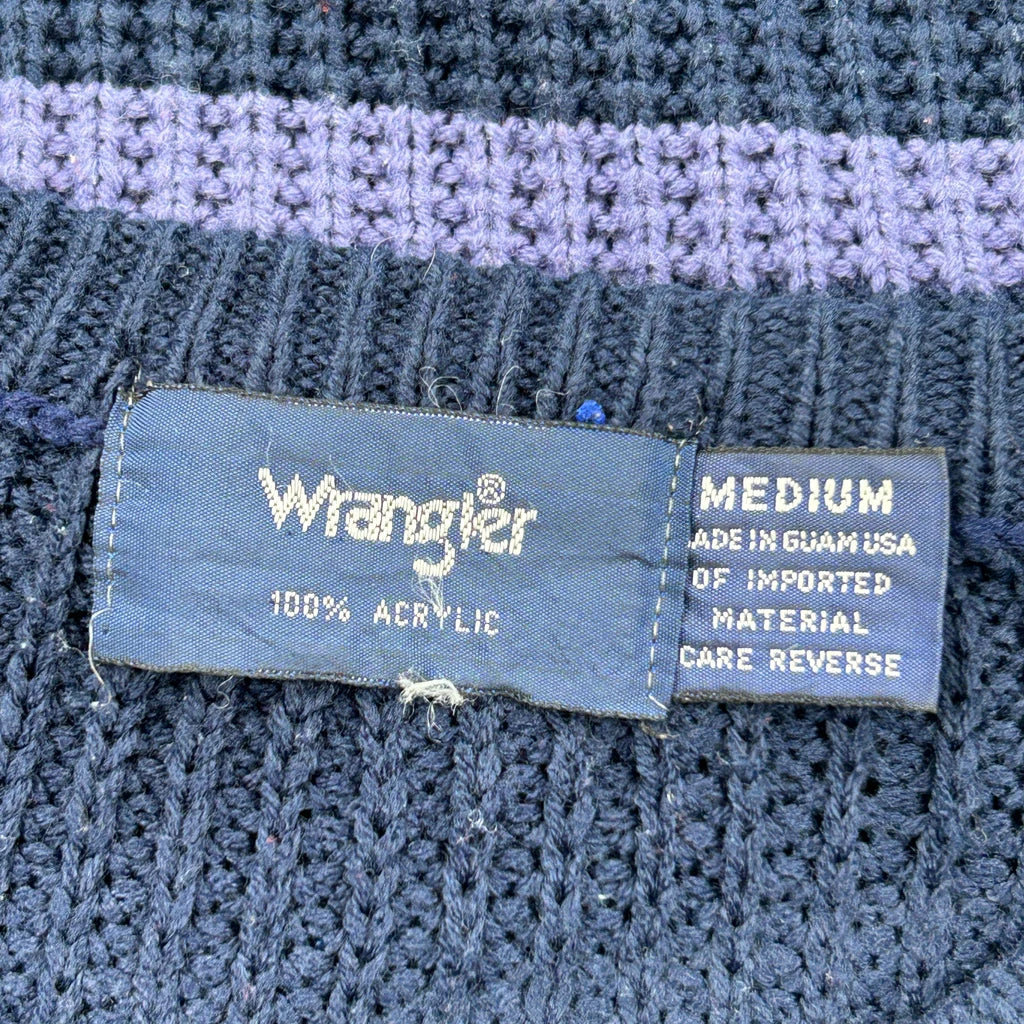 Wrangler®
100% ACRYLIC
MEDIUM
ADE IN GUAM USA
OF IMPORTED
MATERIAL
CARE REVERSE